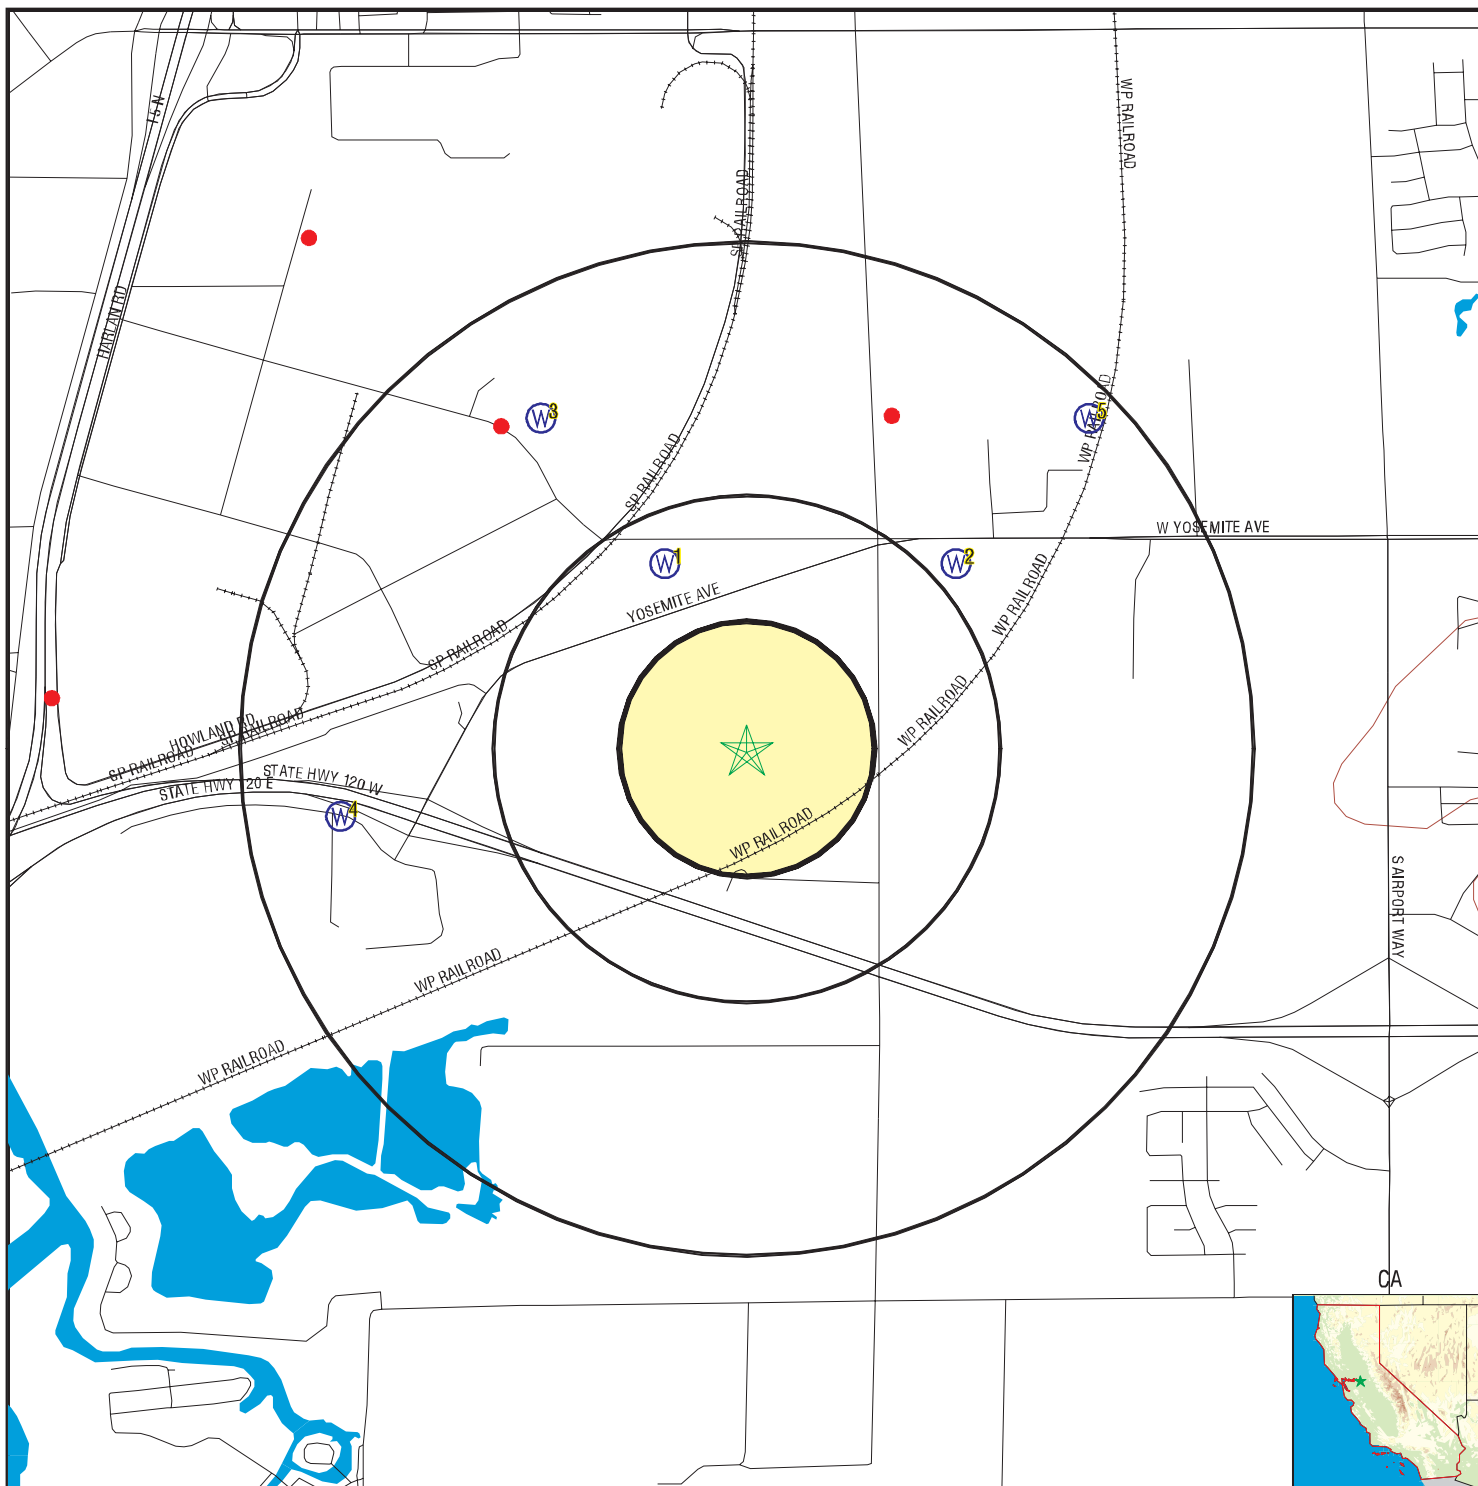 I 5 N
WP RAILROAD
SP RAILROAD
HARLAN RD
WP RAILROAD
W 3
W 5
SP RAILROAD
W YOSEMITE AVE
W 1
W 2
WP RAILROAD
YOSEMITE AVE
SP RAILROAD
WP RAILROAD
HOWLAND RD
SP RAILROAD
SP RAILROAD
STATE HWY 120 W
STATE HWY 120 E
W 4
WP RAILROAD
S AIRPORT WAY
WP RAILROAD
WP RAILROAD
CA